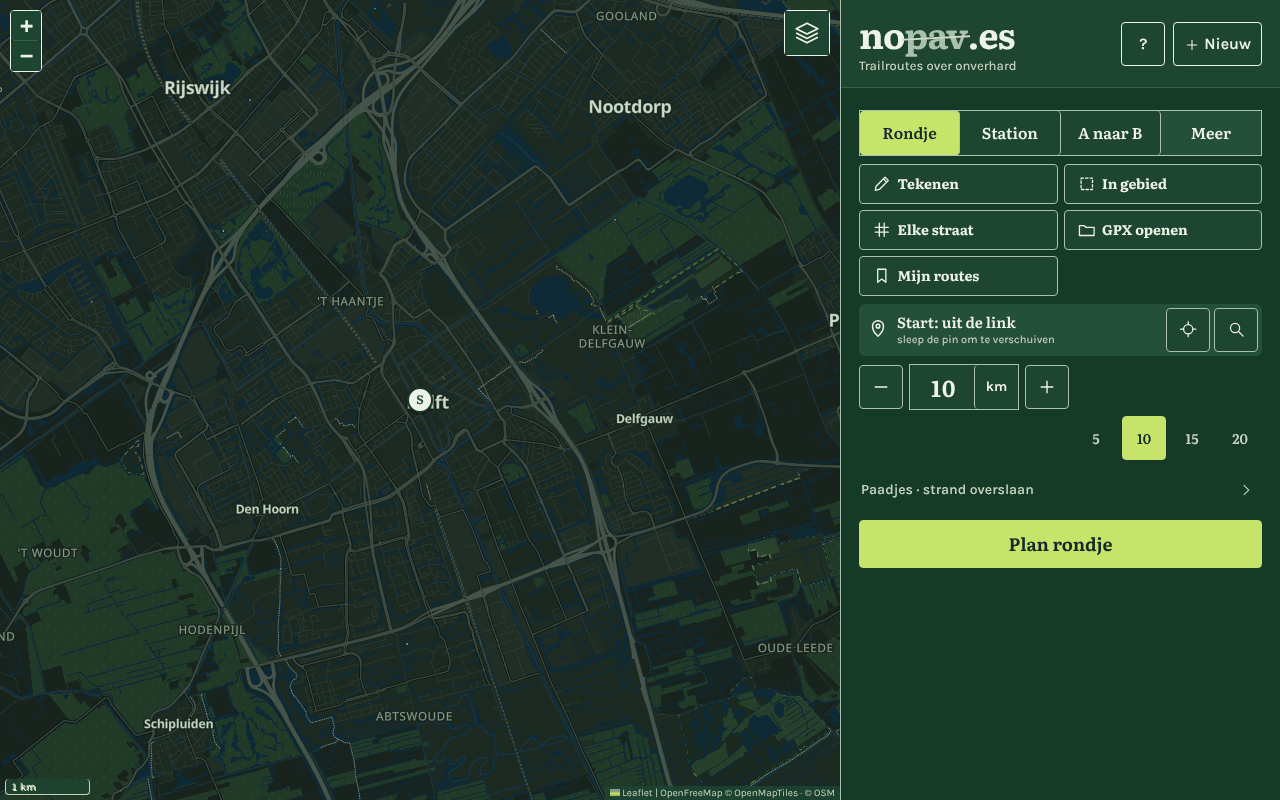 +
−
GOOLAND
Rijswijk
Nootdorp
'T HAANTJE
KLEIN-
DELFGAUW
P
S
ft
Delfgauw
Den Hoorn
'T WOUDT
ND
HODENPIJL
OUDE LEEDE
Schipluiden
ABTSWOUDE
1 km
Leaflet | OpenFreeMap © OpenMapTiles · © OSM
nopav.es
Trailroutes over onverhard
?
+ Nieuw
Rondje
Station
A naar B
Meer
Tekenen
In gebied
Elke straat
GPX openen
Mijn routes
Start: uit de link
sleep de pin om te verschuiven
− 10 km +
5 10 15 20
Paadjes · strand overslaan
Plan rondje